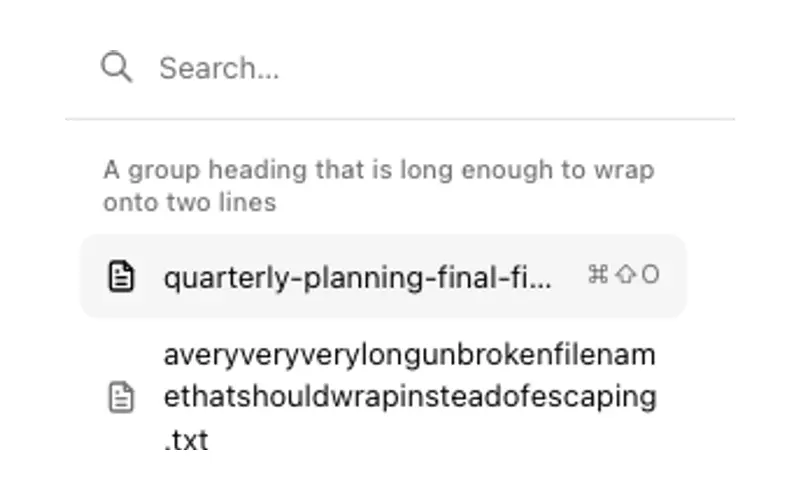 Search...
A group heading that is long enough to wrap
onto two lines
quarterly-planning-final-fi... ⌘⇧O
averyveryverylongunbrokenfilenam
ethatshouldwrapinsteadofescaping
.txt